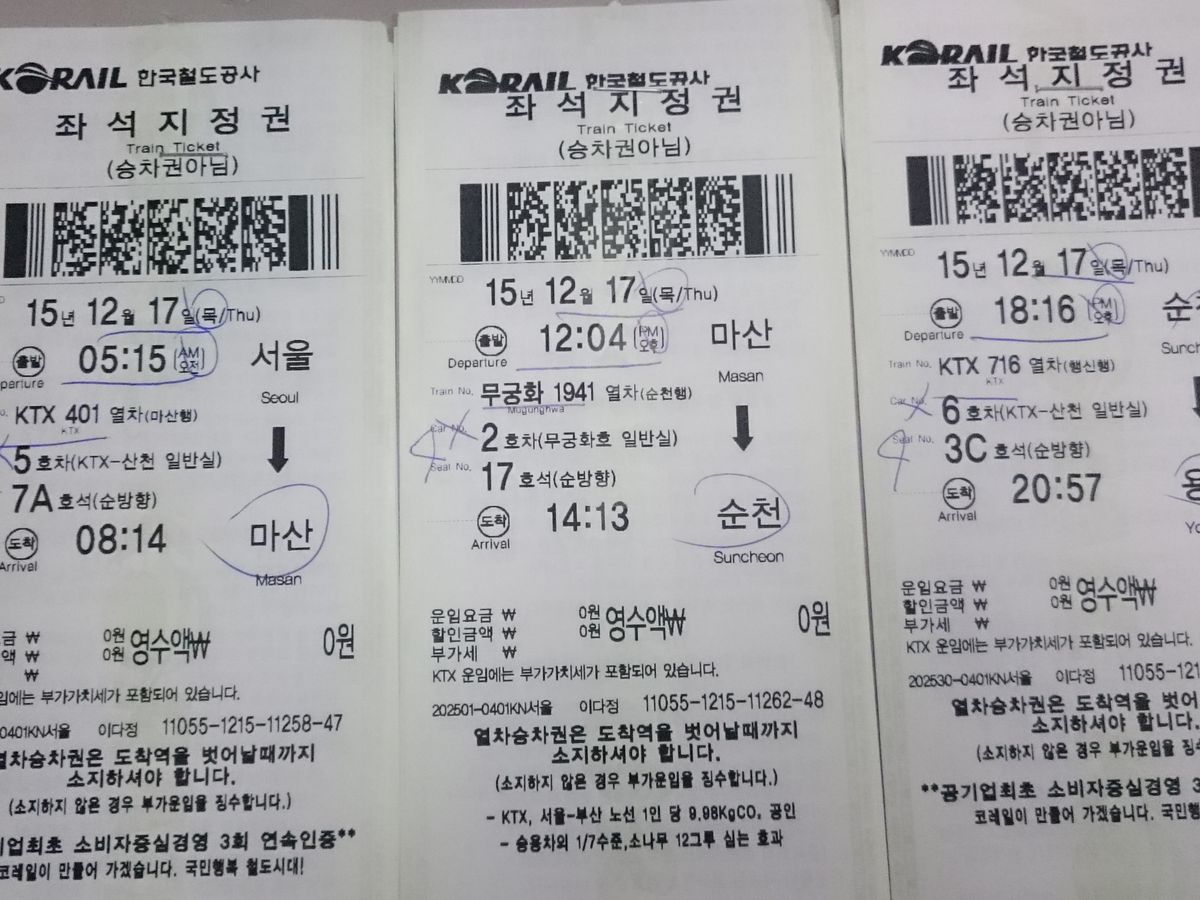 KORAIL 한국철도공사
좌 석 지 정 권
Train Ticket
(승차권아님)
15년 12월 17일(목/Thu)
출발 05:15 (AM 오전) 서울
Departure Seoul
KTX 401 열차(마산행)
KTX
5 호차(KTX-산천 일반실)
7A 호석(순방향)
도착 08:14 마산
Arrival Masan
0원 영수액₩ 0원
₩ 0원
₩
에는 부가가치세가 포함되어 있습니다.
0401KN서울 이다정 11055-1215-11258-47
열차승차권은 도착역을 벗어날때까지
소지하셔야 합니다.
(소지하지 않은 경우 부가운임을 징수합니다.)
기업최초 소비자중심경영 3회 연속인증**
코레일이 만들어 가겠습니다. 국민행복 철도시대!
KORAIL 한국철도공사
좌 석 지 정 권
Train Ticket
(승차권아님)
YYMMDD
15년 12월 17일(목/Thu)
출발 12:04 (PM 오후) 마산
Departure Masan
Train No. 무궁화 1941 열차(순천행)
Mugunghwa
Car No. 2 호차(무궁화호 일반실)
Seat No. 17 호석(순방향)
도착 14:13 순천
Arrival Suncheon
운임요금 ₩ 0원 영수액₩ 0원
할인금액 ₩ 0원
부가세 ₩
KTX 운임에는 부가가치세가 포함되어 있습니다.
202501-0401KN서울 이다정 11055-1215-11262-48
열차승차권은 도착역을 벗어날때까지
소지하셔야 합니다.
(소지하지 않은 경우 부가운임을 징수합니다.)
- KTX, 서울-부산 노선 1인 당 9.98KgCO₂ 공인
- 승용차의 1/7수준,소나무 12그루 심는 효과
KORAIL 한국철도공사
좌 석 지 정 권
Train Ticket
(승차권아님)
YYMMDD
15년 12월 17일(목/Thu)
출발 18:16 (PM 오후) 순천
Departure
Train No. KTX 716 열차(행신행)
KTX
Car No. 6 호차(KTX-산천 일반실)
Seat No. 3C 호석(순방향)
도착 20:57 용
Arrival
운임요금 ₩ 0원 영수액₩
할인금액 ₩ 0원
부가세 ₩
KTX 운임에는 부가가치세가 포함되어 있습니다.
202530-0401KN서울 이다정 11055-121
열차승차권은 도착역을 벗어
소지하셔야 합니다.
(소지하지 않은 경우 부가운임을 징수
**공기업최초 소비자중심경영 3
코레일이 만들어 가겠습니다. 국민행